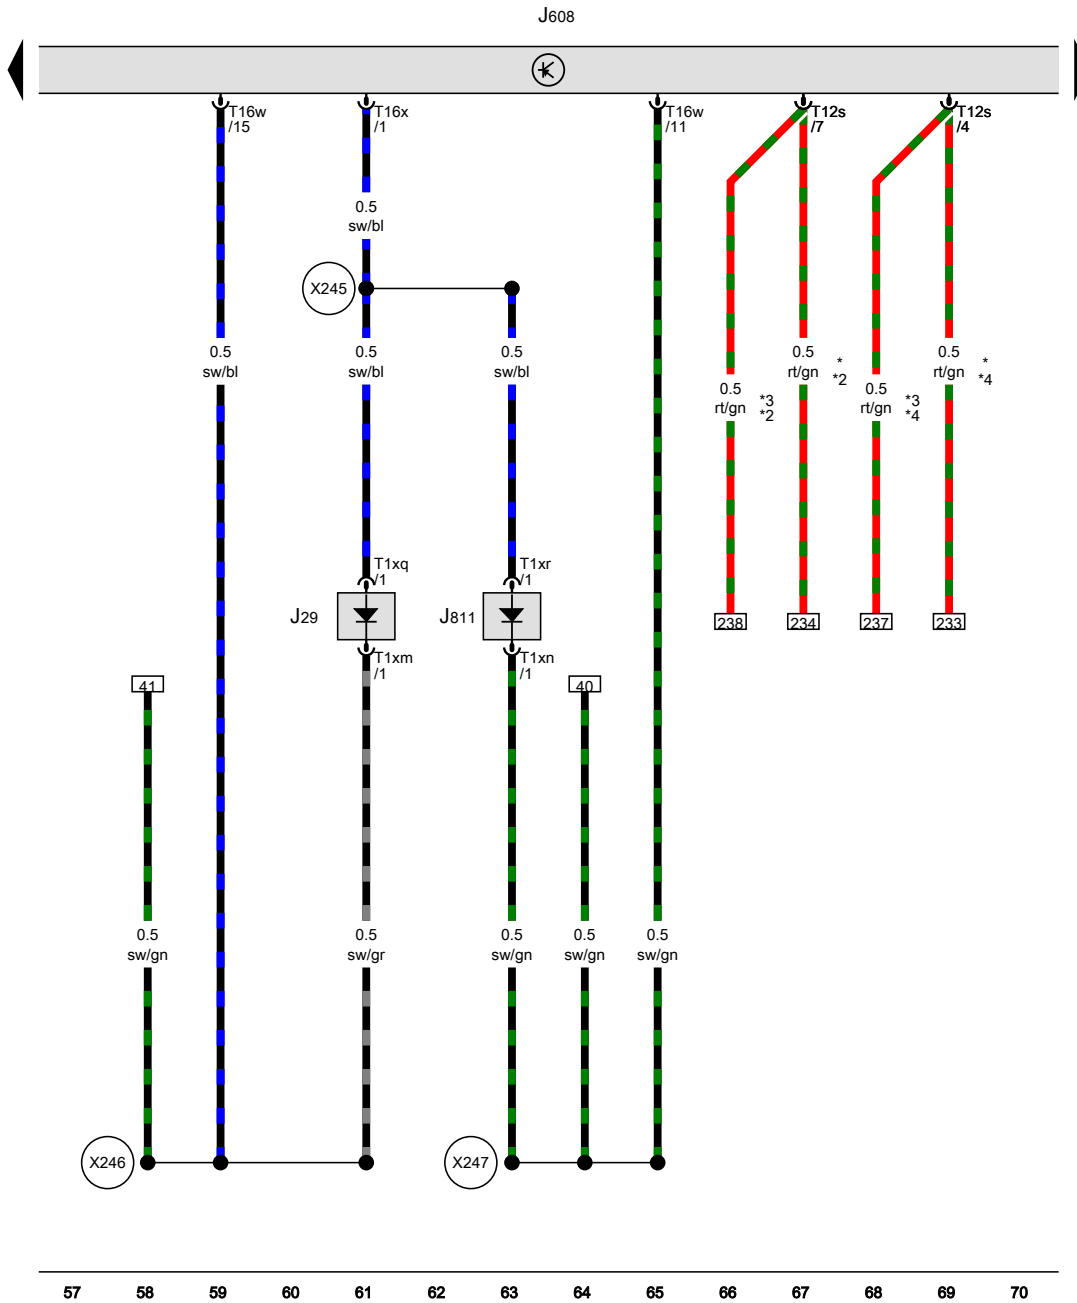 J608
T16w
/15
T16x
/1
T16w
/11
T12s
/7
T12s
/4
0.5
sw/bl
X245
0.5
sw/bl
0.5
sw/bl
0.5
sw/bl
0.5
rt/gn
*
*2
0.5
rt/gn
*
*4
0.5
rt/gn
*3
*2
0.5
rt/gn
*3
*4
T1xq
/1
T1xr
/1
J29
J811
238
234
237
233
T1xm
/1
T1xn
/1
41
40
0.5
sw/gn
0.5
sw/gr
0.5
sw/gn
0.5
sw/gn
0.5
sw/gn
X246
X247
57 58 59 60 61 62 63 64 65 66 67 68 69 70